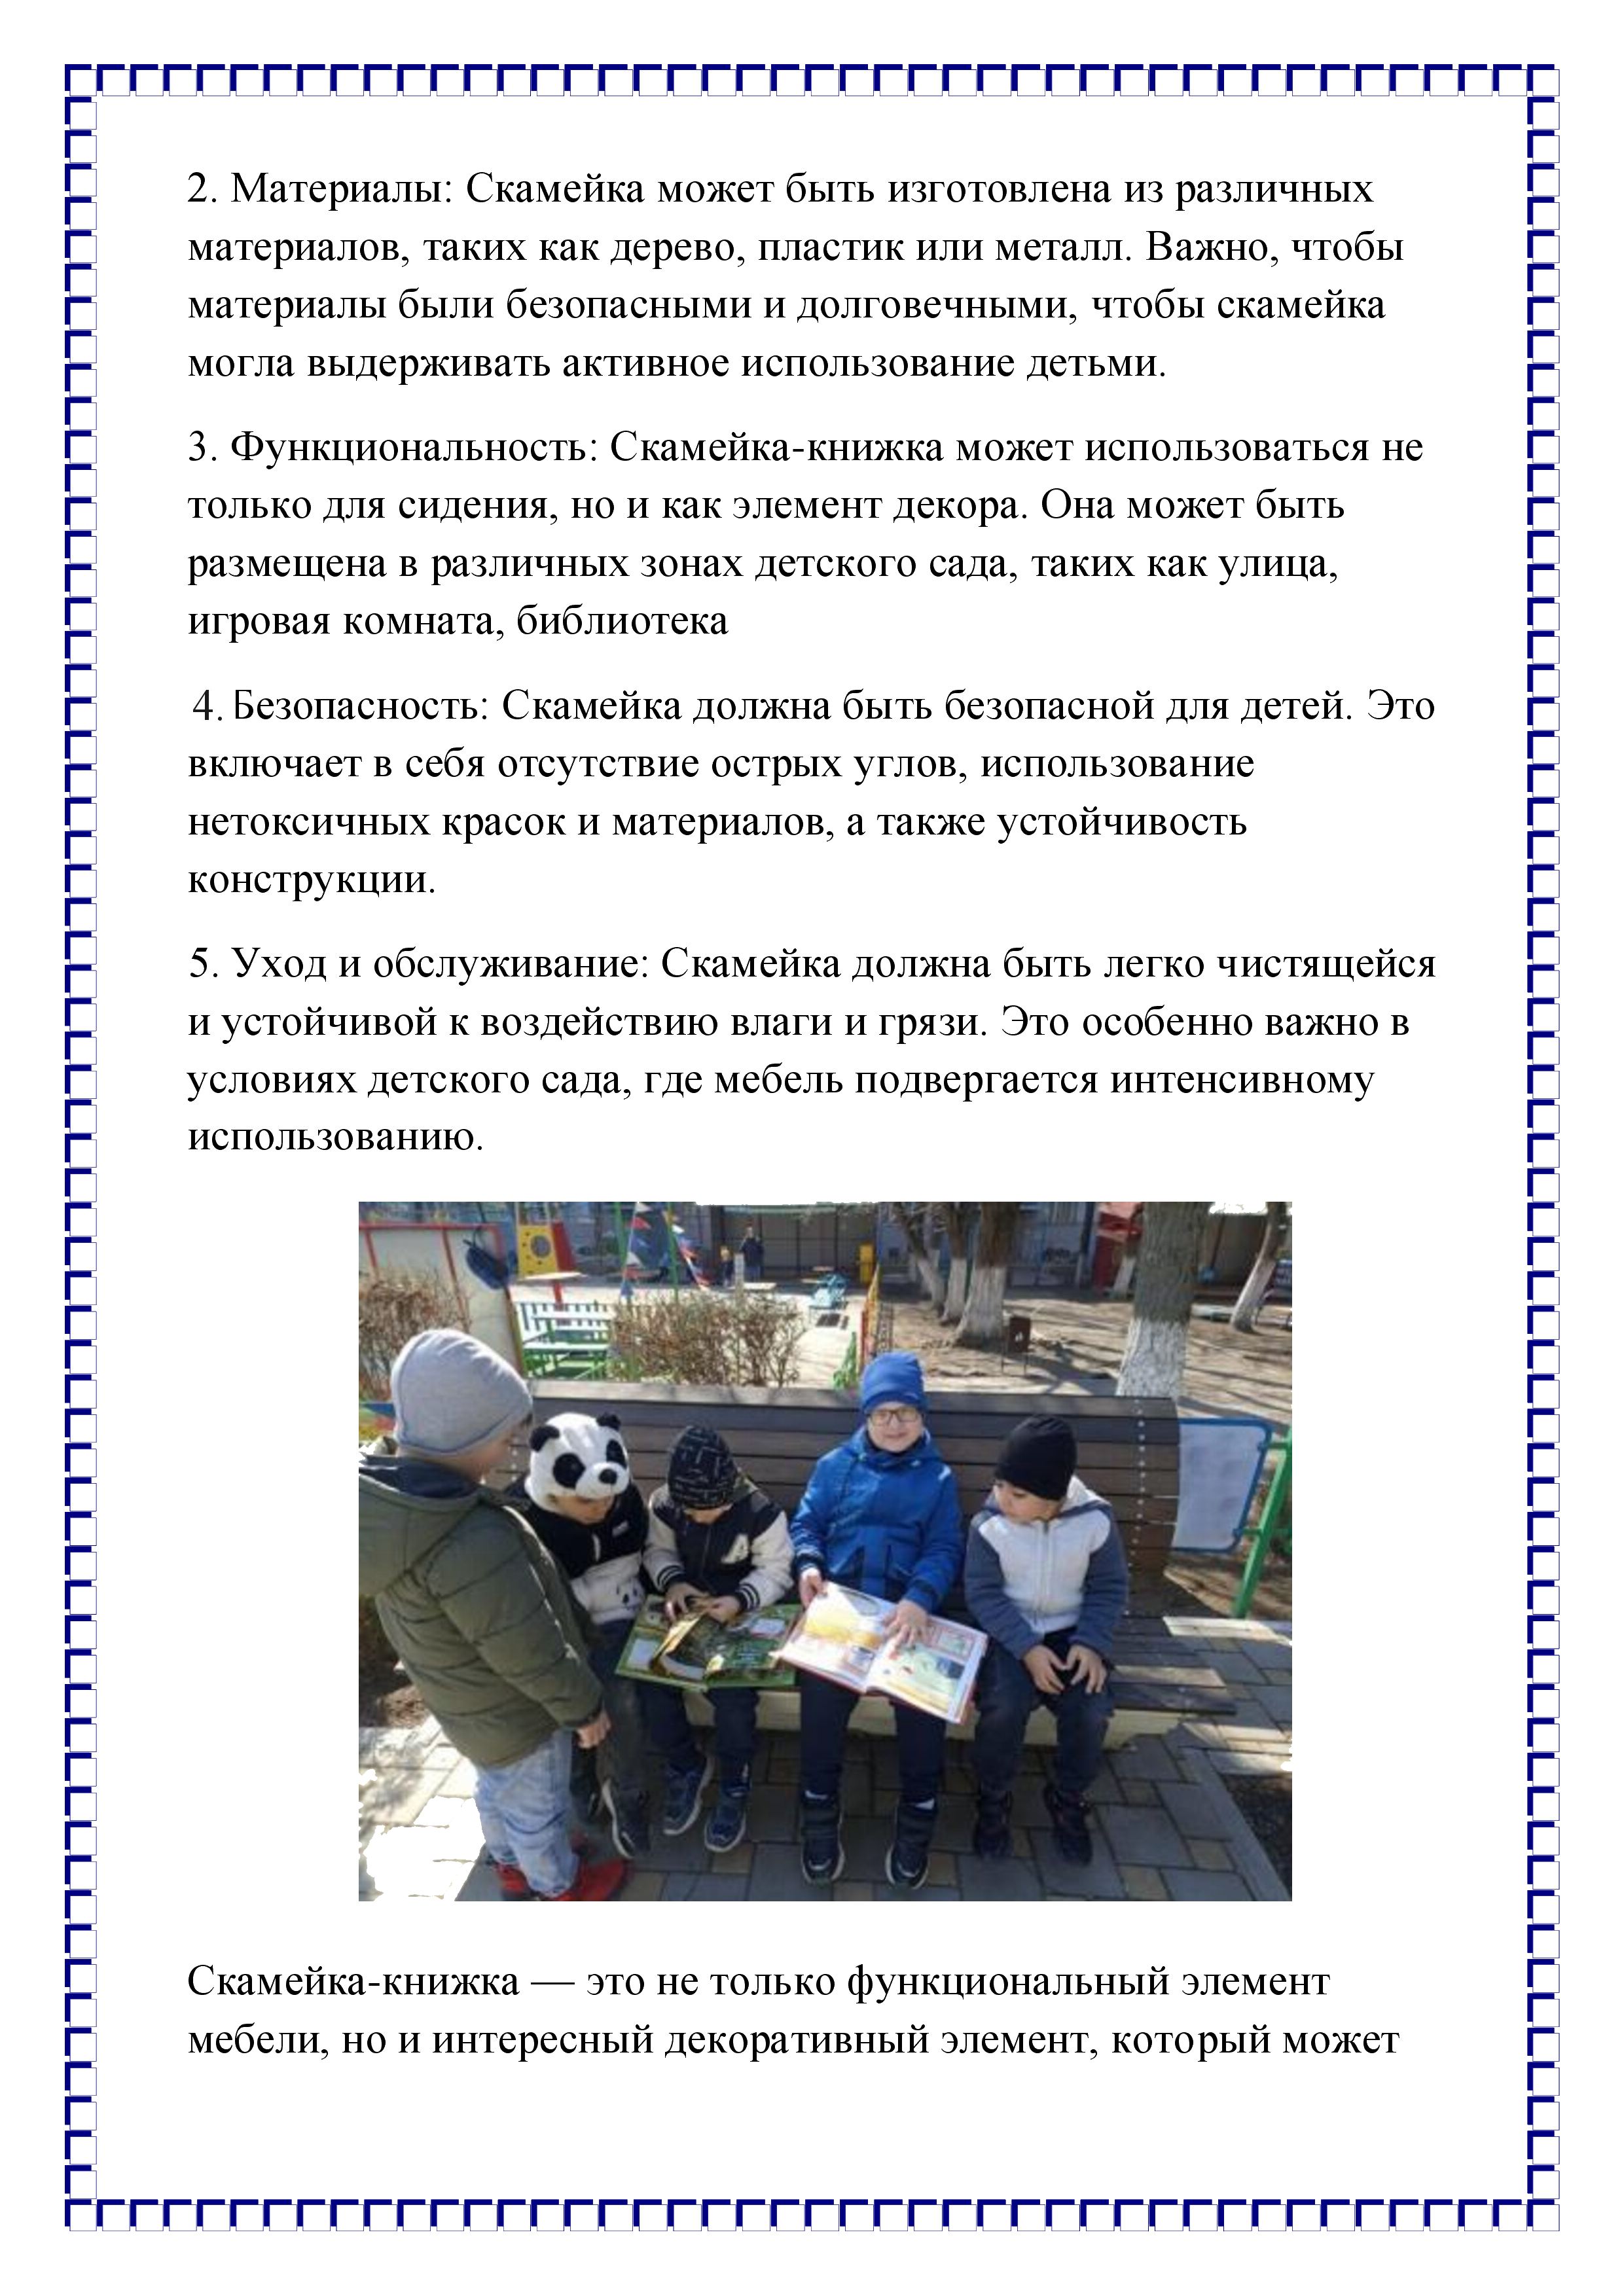 2. Материалы: Скамейка может быть изготовлена из различных
материалов, таких как дерево, пластик или металл. Важно, чтобы
материалы были безопасными и долговечными, чтобы скамейка
могла выдерживать активное использование детьми.
3. Функциональность: Скамейка-книжка может использоваться не
только для сидения, но и как элемент декора. Она может быть
размещена в различных зонах детского сада, таких как улица,
игровая комната, библиотека
4. Безопасность: Скамейка должна быть безопасной для детей. Это
включает в себя отсутствие острых углов, использование
нетоксичных красок и материалов, а также устойчивость
конструкции.
5. Уход и обслуживание: Скамейка должна быть легко чистящейся
и устойчивой к воздействию влаги и грязи. Это особенно важно в
условиях детского сада, где мебель подвергается интенсивному
использованию.
Скамейка-книжка — это не только функциональный элемент
мебели, но и интересный декоративный элемент, который может